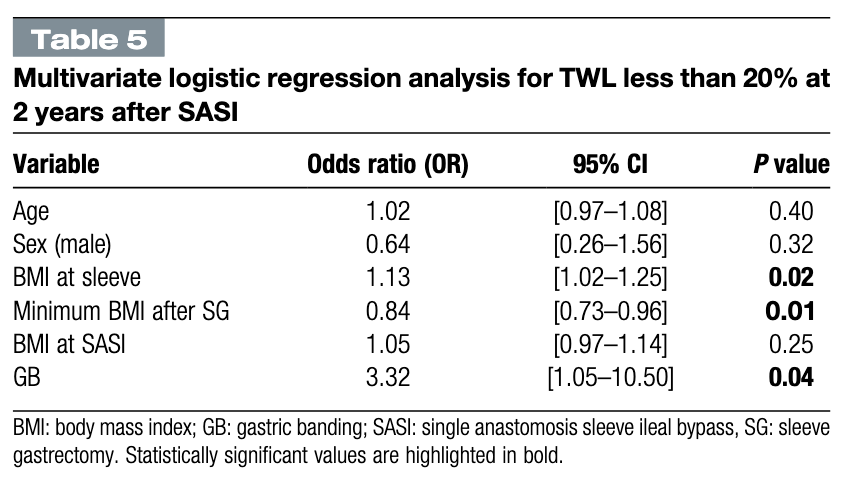 Table 5
Multivariate logistic regression analysis for TWL less than 20% at
2 years after SASI
Variable Odds ratio (OR) 95% CI P value
Age 1.02 [0.97–1.08] 0.40
Sex (male) 0.64 [0.26–1.56] 0.32
BMI at sleeve 1.13 [1.02–1.25] 0.02
Minimum BMI after SG 0.84 [0.73–0.96] 0.01
BMI at SASI 1.05 [0.97–1.14] 0.25
GB 3.32 [1.05–10.50] 0.04
BMI: body mass index; GB: gastric banding; SASI: single anastomosis sleeve ileal bypass, SG: sleeve
gastrectomy. Statistically significant values are highlighted in bold.